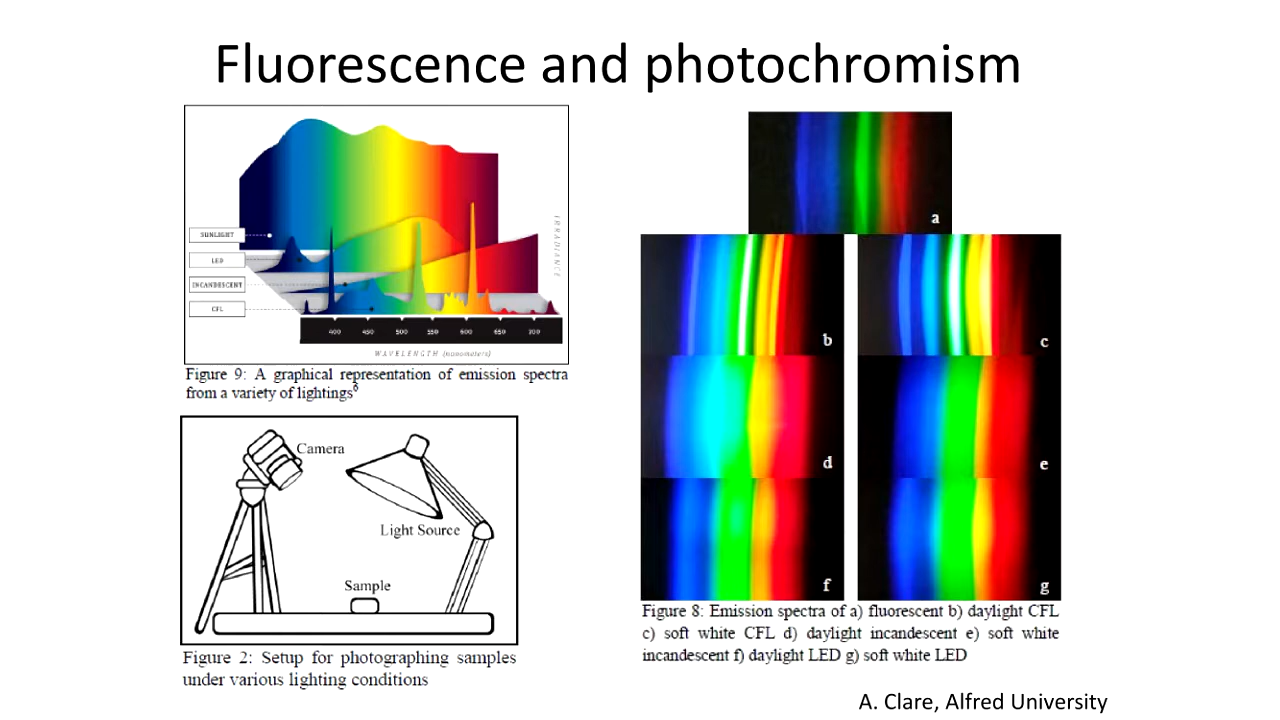 Fluorescence and photochromism
SUNLIGHT
LED
INCANDESCENT
CFL
IRRADIANCE
400 450 500 550 600 650 700
WAVELENGTH (nanometers)
Figure 9: A graphical representation of emission spectra
from a variety of lightings6
Camera
Light Source
Sample
Figure 2: Setup for photographing samples
under various lighting conditions
a
b
c
d
e
f
g
Figure 8: Emission spectra of a) fluorescent b) daylight CFL
c) soft white CFL d) daylight incandescent e) soft white
incandescent f) daylight LED g) soft white LED
A. Clare, Alfred University